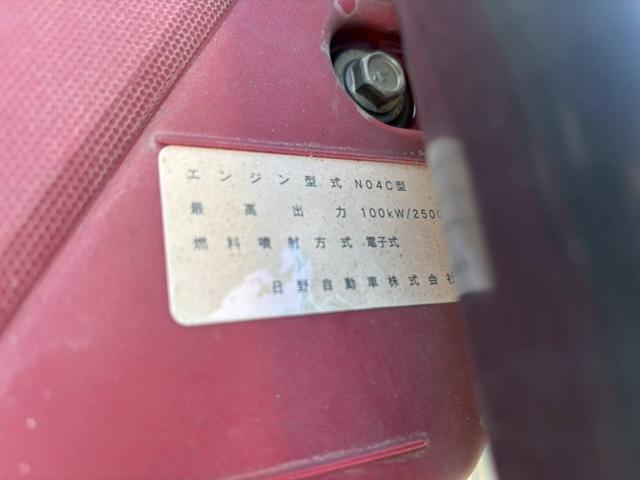 エンジン型式 N04C型
最高出力 100kW/2500
燃料噴射方式 電子式
日野自動車株式会社